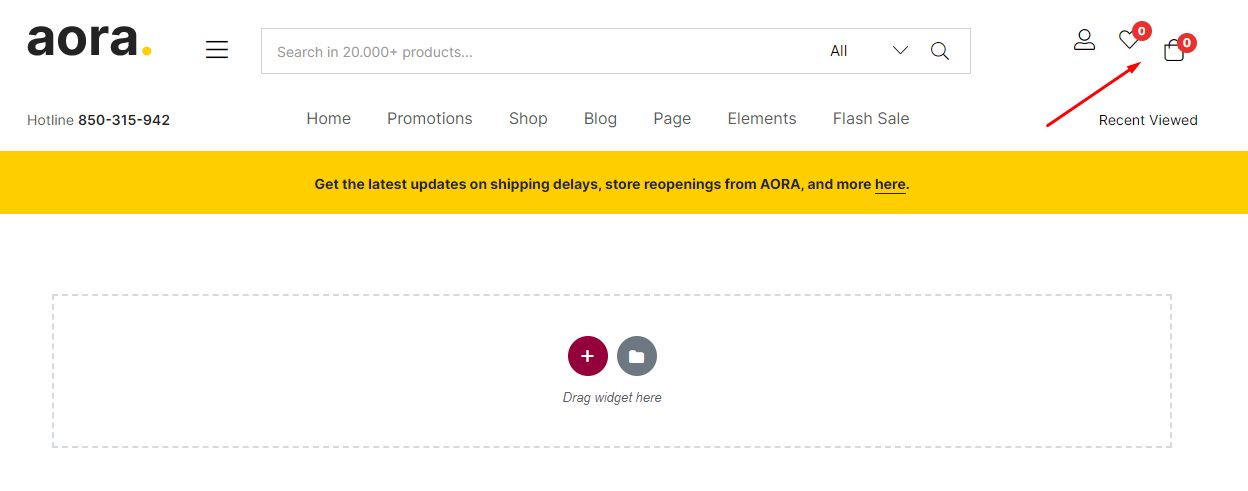 aora.
Search in 20.000+ products...
All
0
0
Hotline 850-315-942
Home
Promotions
Shop
Blog
Page
Elements
Flash Sale
Recent Viewed
Get the latest updates on shipping delays, store reopenings from AORA, and more here.
Drag widget here